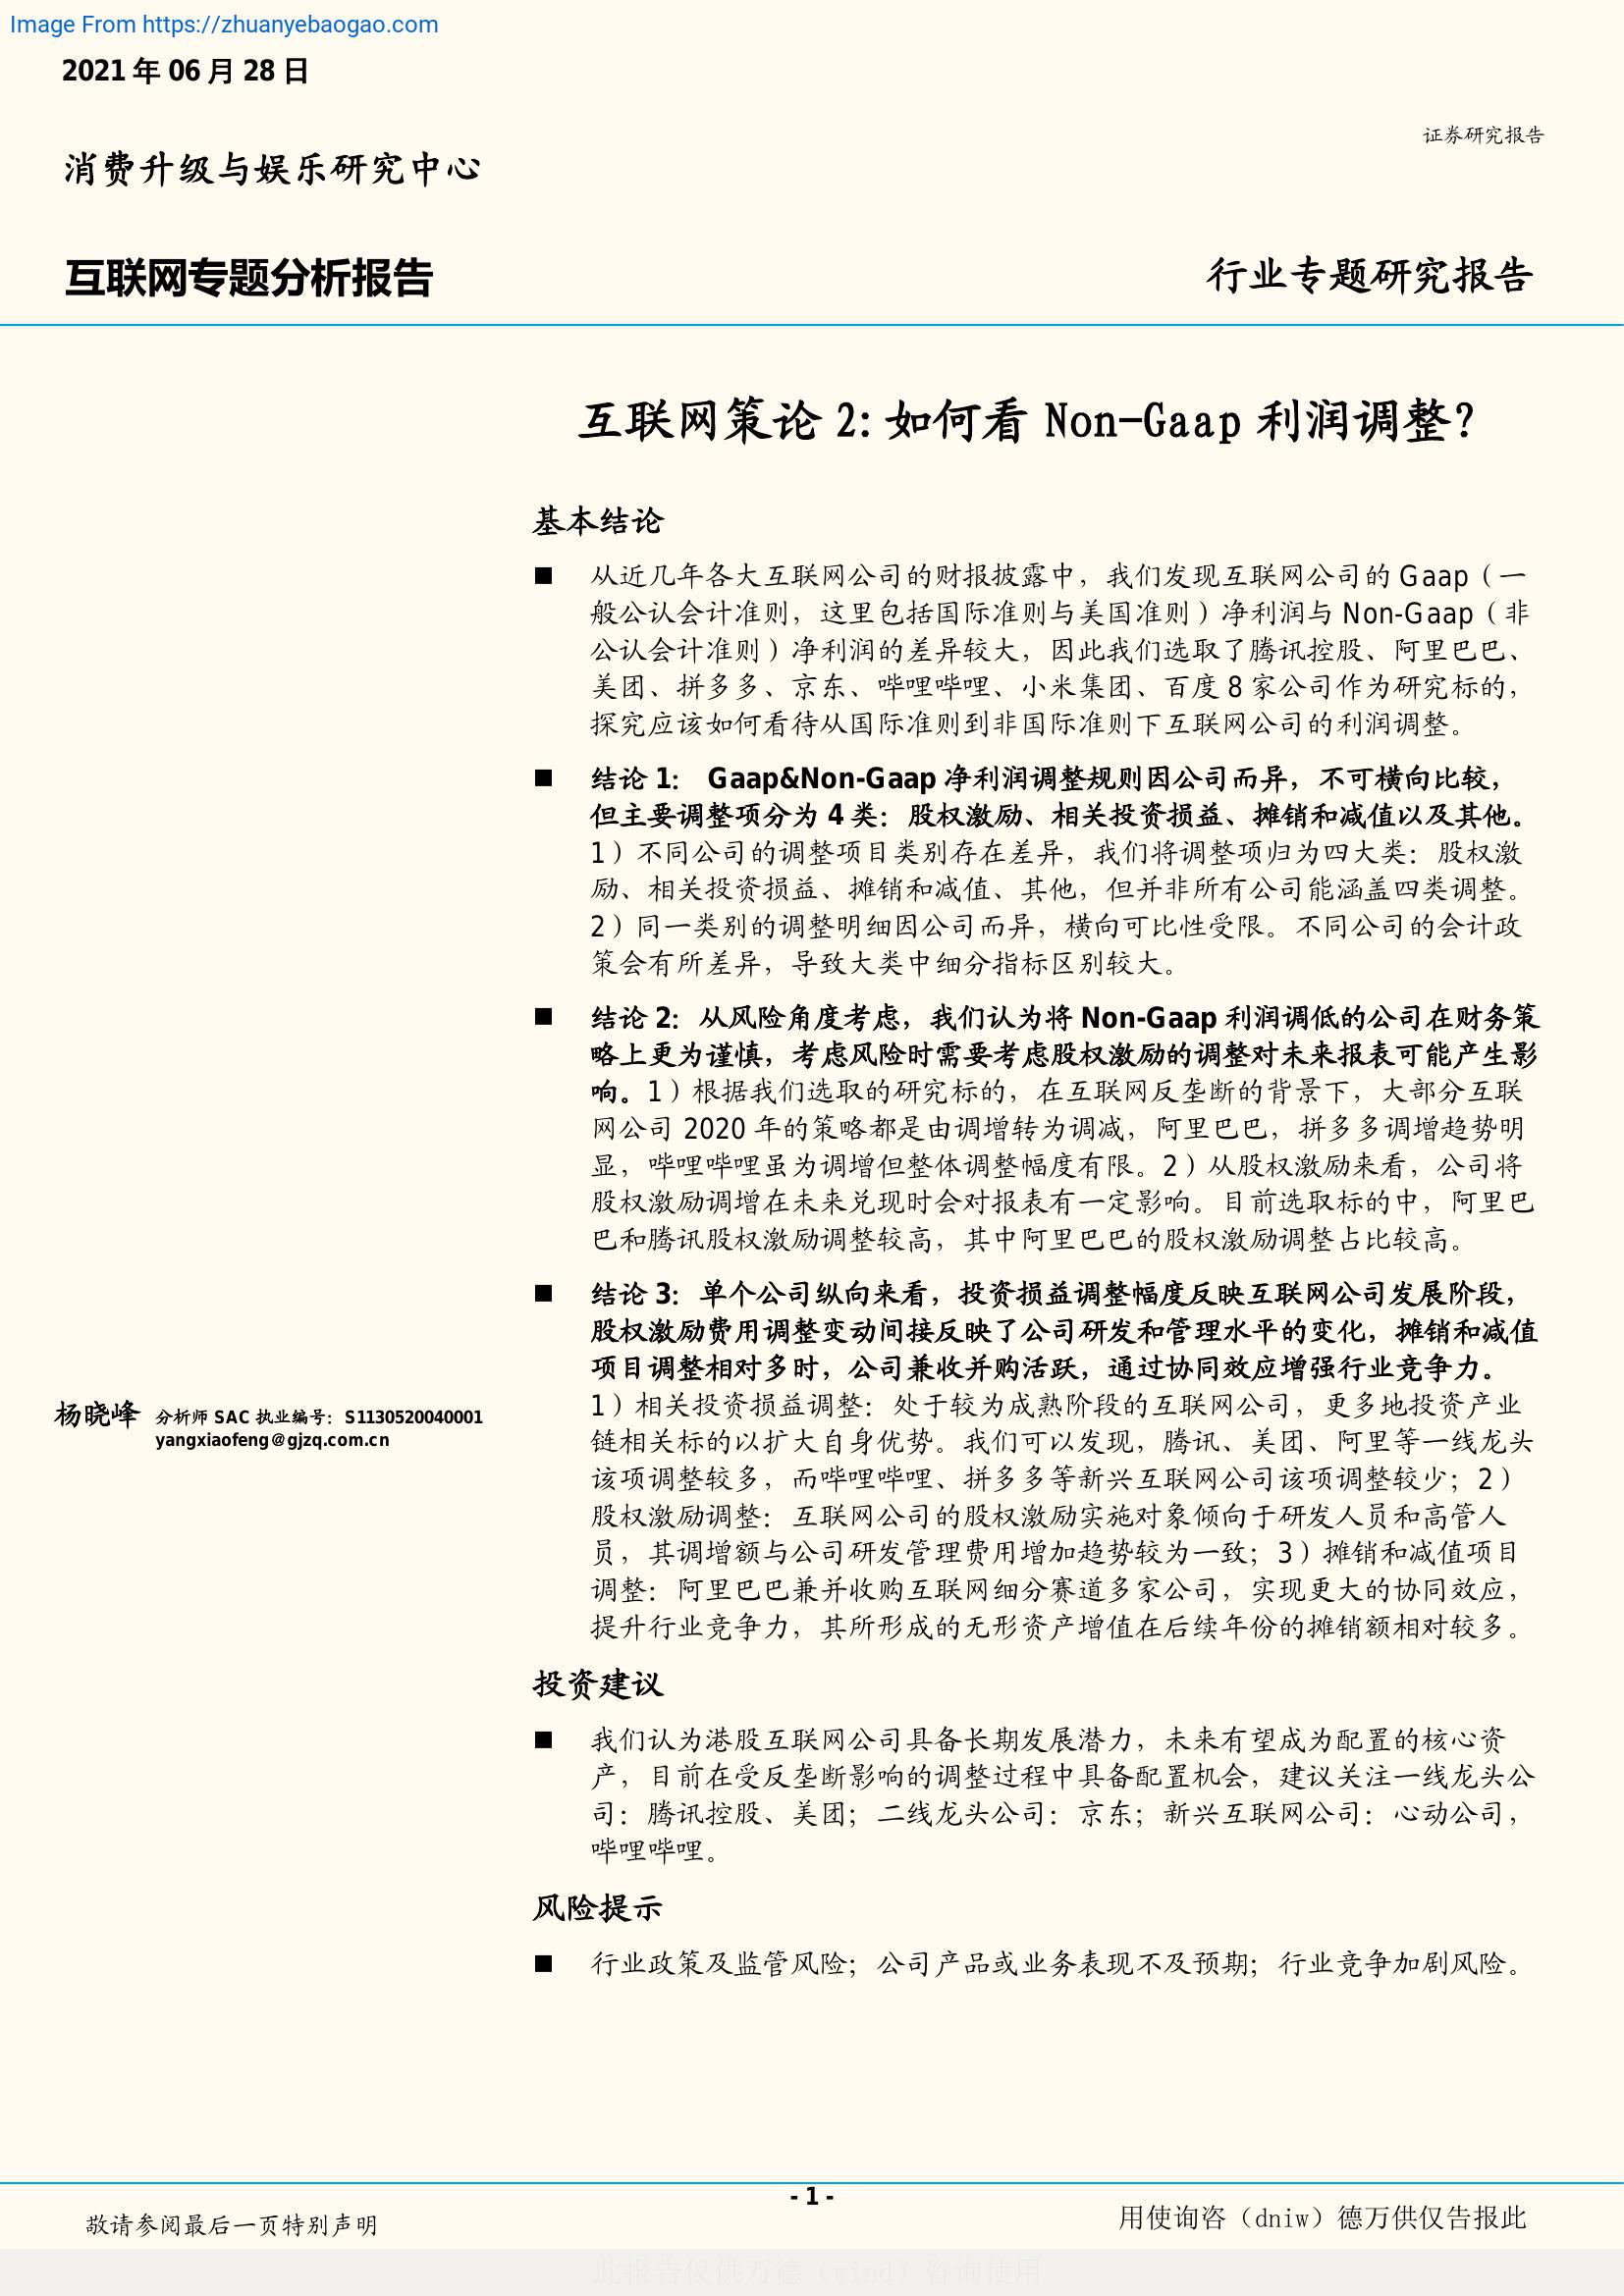 Image From https://zhuanyebaogao.com
2021 年 06 月 28 日
证券研究报告
消费升级与娱乐研究中心
互联网专题分析报告
行业专题研究报告
互联网策论 2: 如何看 Non-Gaap 利润调整?
基本结论
■ 从近几年各大互联网公司的财报披露中，我们发现互联网公司的 Gaap（一
般公认会计准则，这里包括国际准则与美国准则）净利润与 Non-Gaap（非
公认会计准则）净利润的差异较大，因此我们选取了腾讯控股、阿里巴巴、
美团、拼多多、京东、哔哩哔哩、小米集团、百度 8 家公司作为研究标的，
探究应该如何看待从国际准则到非国际准则下互联网公司的利润调整。
■ 结论 1： Gaap&Non-Gaap 净利润调整规则因公司而异，不可横向比较，
但主要调整项分为 4 类：股权激励、相关投资损益、摊销和减值以及其他。
1）不同公司的调整项目类别存在差异，我们将调整项归为四大类：股权激
励、相关投资损益、摊销和减值、其他，但并非所有公司能涵盖四类调整。
2）同一类别的调整明细因公司而异，横向可比性受限。不同公司的会计政
策会有所差异，导致大类中细分指标区别较大。
■ 结论 2：从风险角度考虑，我们认为将 Non-Gaap 利润调低的公司在财务策
略上更为谨慎，考虑风险时需要考虑股权激励的调整对未来报表可能产生影
响。1）根据我们选取的研究标的，在互联网反垄断的背景下，大部分互联
网公司 2020 年的策略都是由调增转为调减，阿里巴巴，拼多多调增趋势明
显，哔哩哔哩虽为调增但整体调整幅度有限。2）从股权激励来看，公司将
股权激励调增在未来兑现时会对报表有一定影响。目前选取标的中，阿里巴
巴和腾讯股权激励调整较高，其中阿里巴巴的股权激励调整占比较高。
■ 结论 3：单个公司纵向来看，投资损益调整幅度反映互联网公司发展阶段，
股权激励费用调整变动间接反映了公司研发和管理水平的变化，摊销和减值
项目调整相对多时，公司兼收并购活跃，通过协同效应增强行业竞争力。
1）相关投资损益调整：处于较为成熟阶段的互联网公司，更多地投资产业
链相关标的以扩大自身优势。我们可以发现，腾讯、美团、阿里等一线龙头
该项调整较多，而哔哩哔哩、拼多多等新兴互联网公司该项调整较少；2）
股权激励调整：互联网公司的股权激励实施对象倾向于研发人员和高管人
员，其调增额与公司研发管理费用增加趋势较为一致；3）摊销和减值项目
调整：阿里巴巴兼并收购互联网细分赛道多家公司，实现更大的协同效应，
提升行业竞争力，其所形成的无形资产增值在后续年份的摊销额相对较多。
杨晓峰 分析师 SAC 执业编号：S1130520040001
yangxiaofeng@gjzq.com.cn
投资建议
■ 我们认为港股互联网公司具备长期发展潜力，未来有望成为配置的核心资
产，目前在受反垄断影响的调整过程中具备配置机会，建议关注一线龙头公
司：腾讯控股、美团；二线龙头公司：京东；新兴互联网公司：心动公司，
哔哩哔哩。
风险提示
■ 行业政策及监管风险；公司产品或业务表现不及预期；行业竞争加剧风险。
- 1 -
敬请参阅最后一页特别声明
用使询咨（dniw）德万供仅告报此
此报告仅供万德（wind）咨询使用